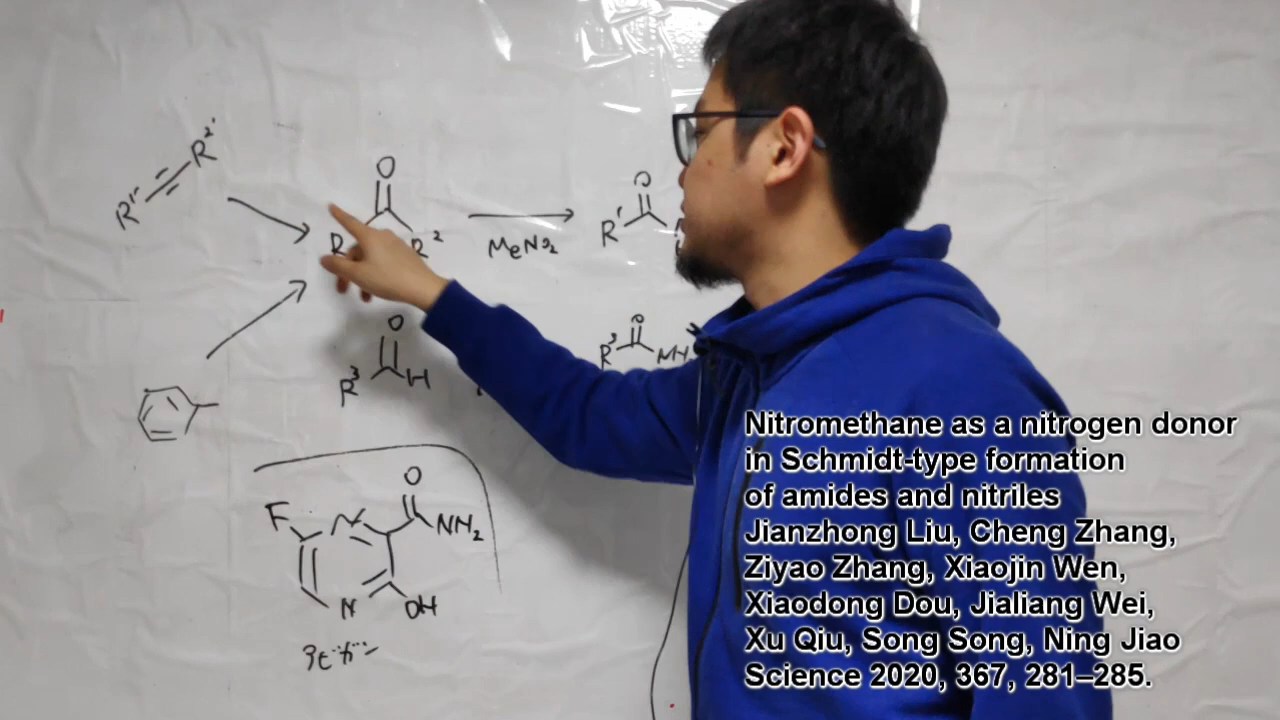 R¹ R²
O
R R²
MeNO₂
O
R¹
O
R³ H
O
R³ NH
F N O NH₂
N OH
Nitromethane as a nitrogen donor
in Schmidt-type formation
of amides and nitriles
Jianzhong Liu, Cheng Zhang,
Ziyao Zhang, Xiaojin Wen,
Xiaodong Dou, Jialiang Wei,
Xu Qiu, Song Song, Ning Jiao
Science 2020, 367, 281–285.